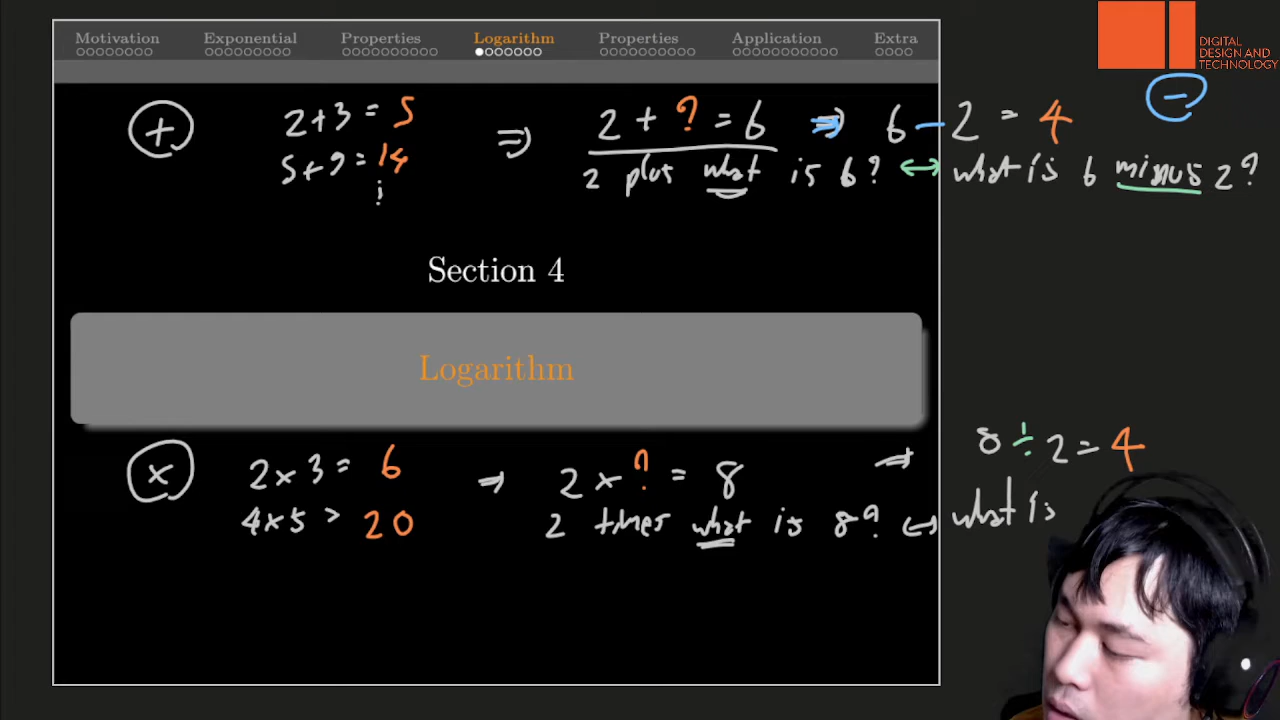 Motivation Exponential Properties Logarithm Properties Application Extra
DIGITAL
DESIGN AND
TECHNOLOGY
+ 2+3 = 5 ⇒ 2 + ? = 6 ⇒ 6 - 2 = 4 -
5+9 = 14 2 plot what is 6? ↔ what is 6 minus 2?
Section 4
Logarithm
× 2×3 = 6 → 2 × ? = 8 → 8 ÷ 2 = 4
4×5 > 20 2 times what is 8? ↔ what is